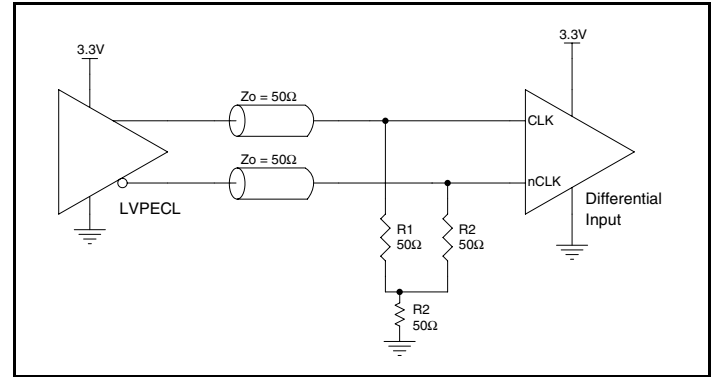 3.3V
3.3V
Zo = 50Ω
CLK
Zo = 50Ω
nCLK
LVPECL
Differential
Input
R1
50Ω
R2
50Ω
R2
50Ω